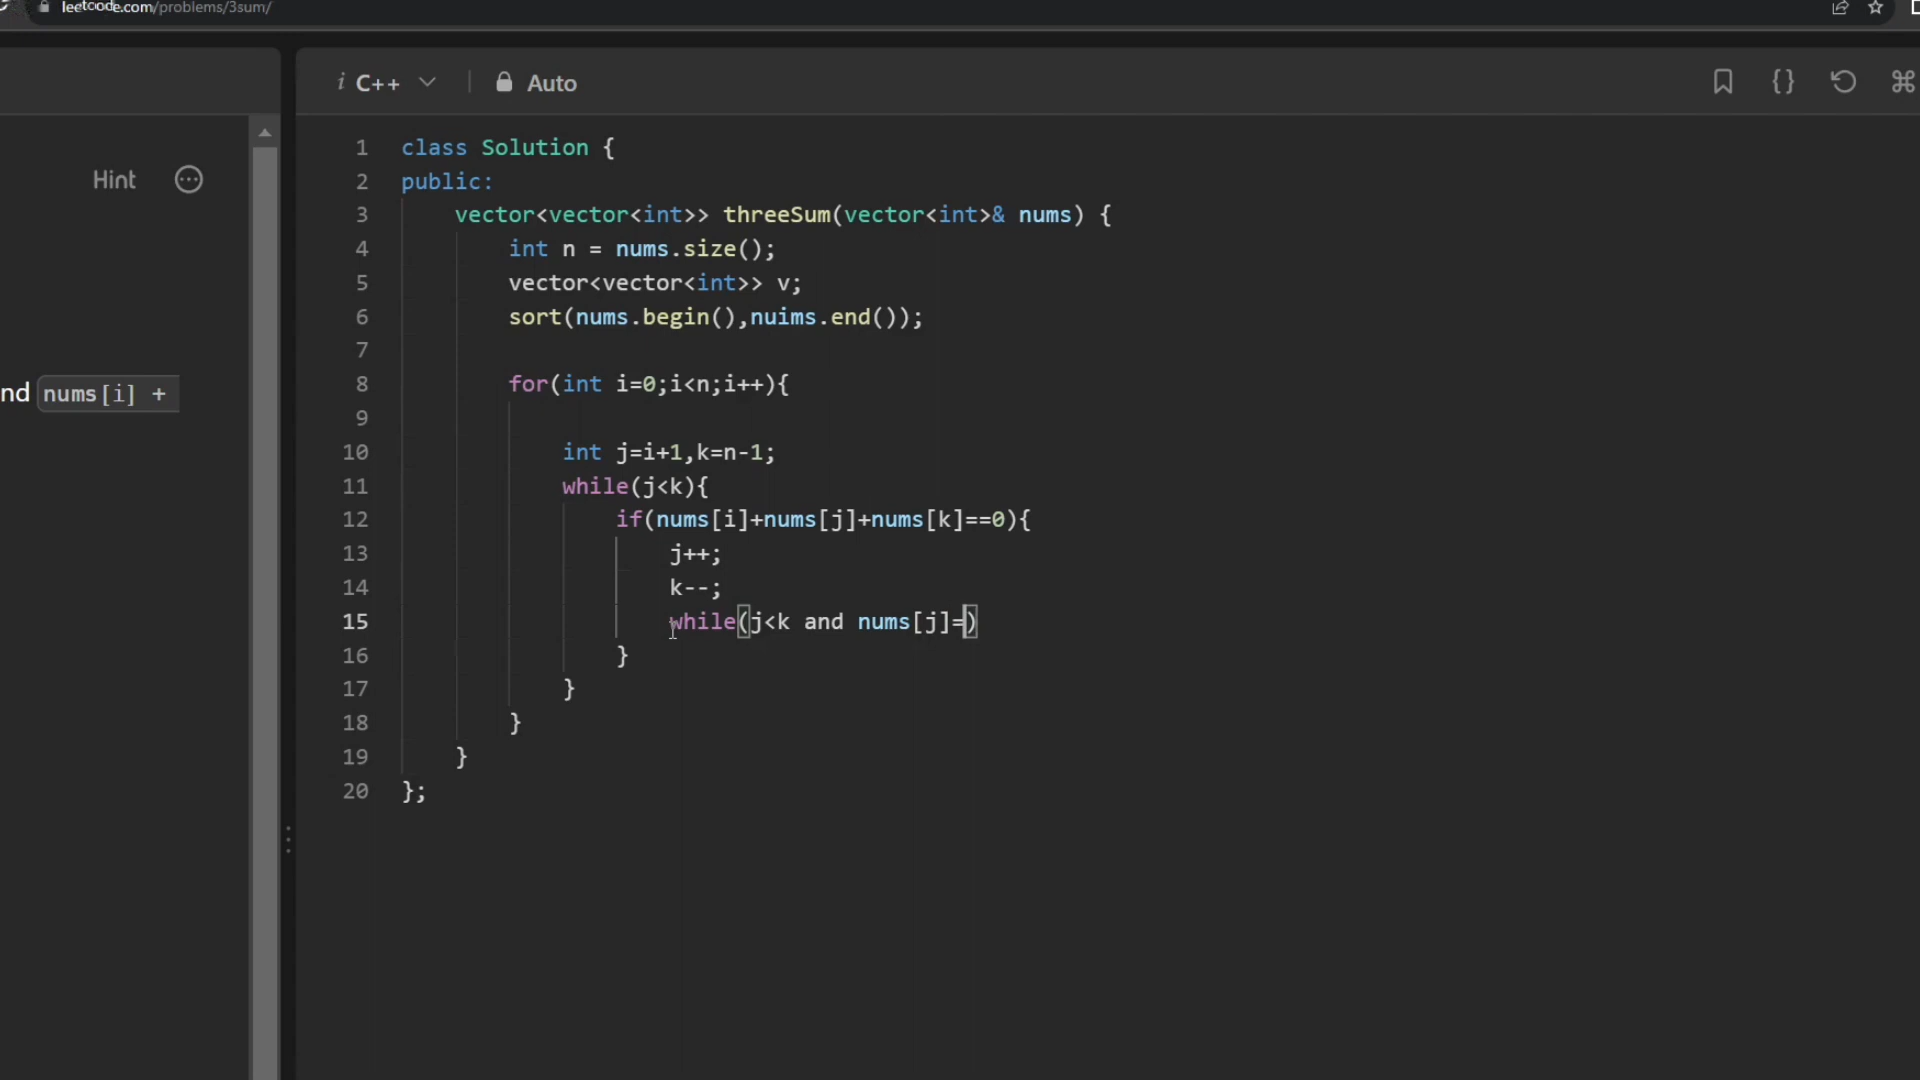 leetcode.com/problems/3sum/
i C++ Auto {}
Hint
nd nums[i] +
1 class Solution {
2 public:
3 vector<vector<int>> threeSum(vector<int>& nums) {
4 int n = nums.size();
5 vector<vector<int>> v;
6 sort(nums.begin(),nuims.end());
7
8 for(int i=0;i<n;i++){
9
10 int j=i+1,k=n-1;
11 while(j<k){
12 if(nums[i]+nums[j]+nums[k]==0){
13 j++;
14 k--;
15 while(j<k and nums[j]=)
16 }
17 }
18 }
19 }
20 };